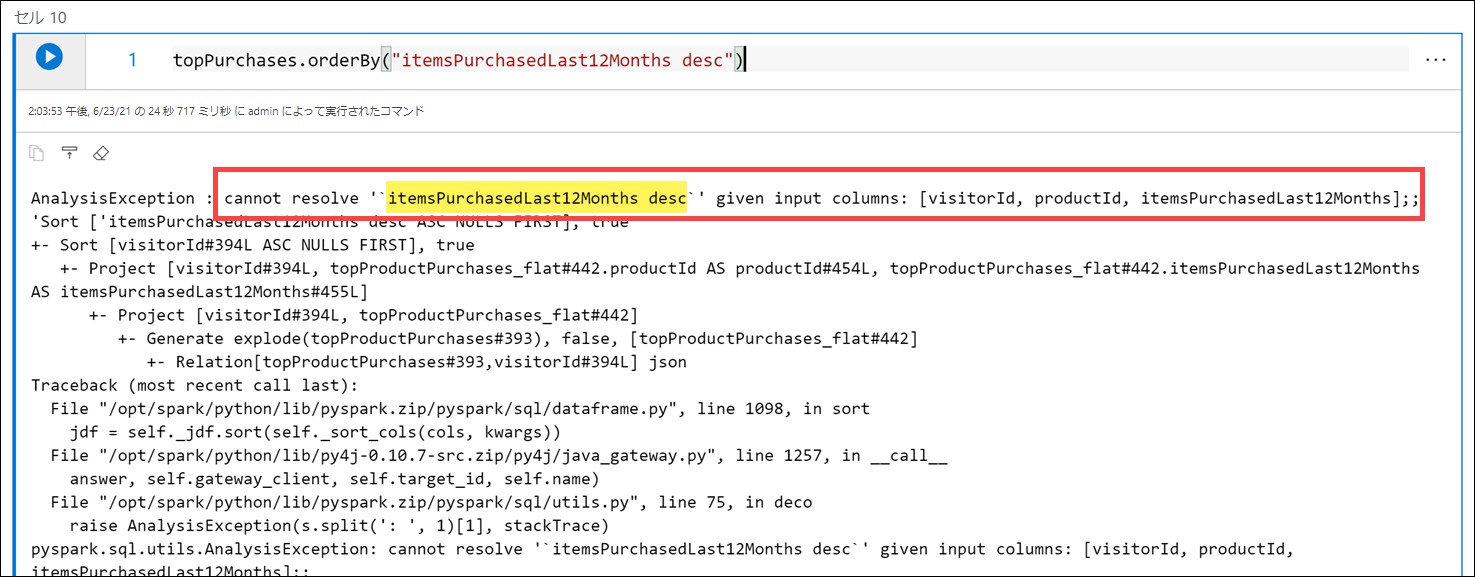 セル 10
1 topPurchases.orderBy("itemsPurchasedLast12Months desc")
2:03:53 午後, 6/23/21 の 24 秒 717 ミリ秒 に admin によって実行されたコマンド
AnalysisException : cannot resolve '`itemsPurchasedLast12Months desc`' given input columns: [visitorId, productId, itemsPurchasedLast12Months];;
'Sort ['itemsPurchasedLast12Months desc ASC NULLS FIRST], true
+- Sort [visitorId#394L ASC NULLS FIRST], true
+- Project [visitorId#394L, topProductPurchases_flat#442.productId AS productId#454L, topProductPurchases_flat#442.itemsPurchasedLast12Months
AS itemsPurchasedLast12Months#455L]
+- Project [visitorId#394L, topProductPurchases_flat#442]
+- Generate explode(topProductPurchases#393), false, [topProductPurchases_flat#442]
+- Relation[topProductPurchases#393,visitorId#394L] json
Traceback (most recent call last):
File "/opt/spark/python/lib/pyspark.zip/pyspark/sql/dataframe.py", line 1098, in sort
jdf = self._jdf.sort(self._sort_cols(cols, kwargs))
File "/opt/spark/python/lib/py4j-0.10.7-src.zip/py4j/java_gateway.py", line 1257, in __call__
answer, self.gateway_client, self.target_id, self.name)
File "/opt/spark/python/lib/pyspark.zip/pyspark/sql/utils.py", line 75, in deco
raise AnalysisException(s.split(': ', 1)[1], stackTrace)
pyspark.sql.utils.AnalysisException: cannot resolve '`itemsPurchasedLast12Months desc`' given input columns: [visitorId, productId,
itemsPurchasedLast12Months];;